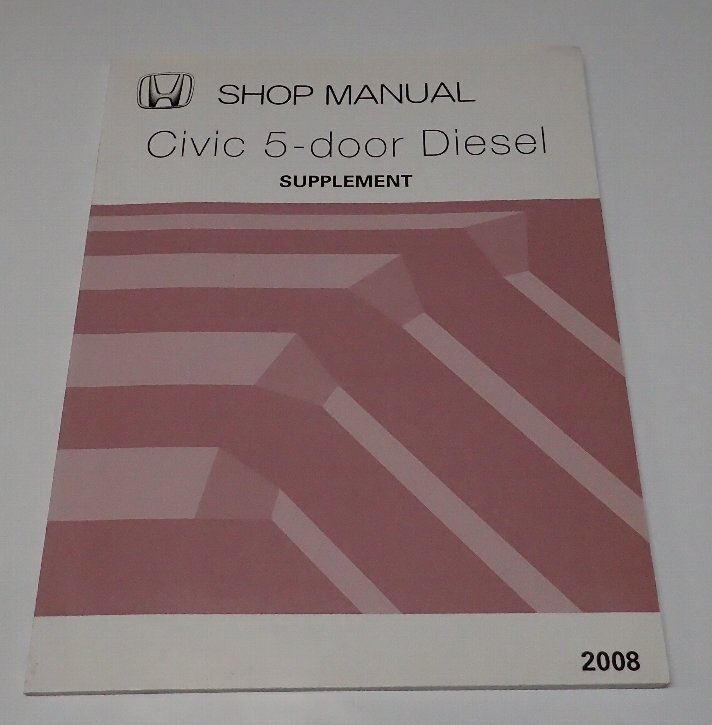 SHOP MANUAL
Civic 5-door Diesel
SUPPLEMENT
2008